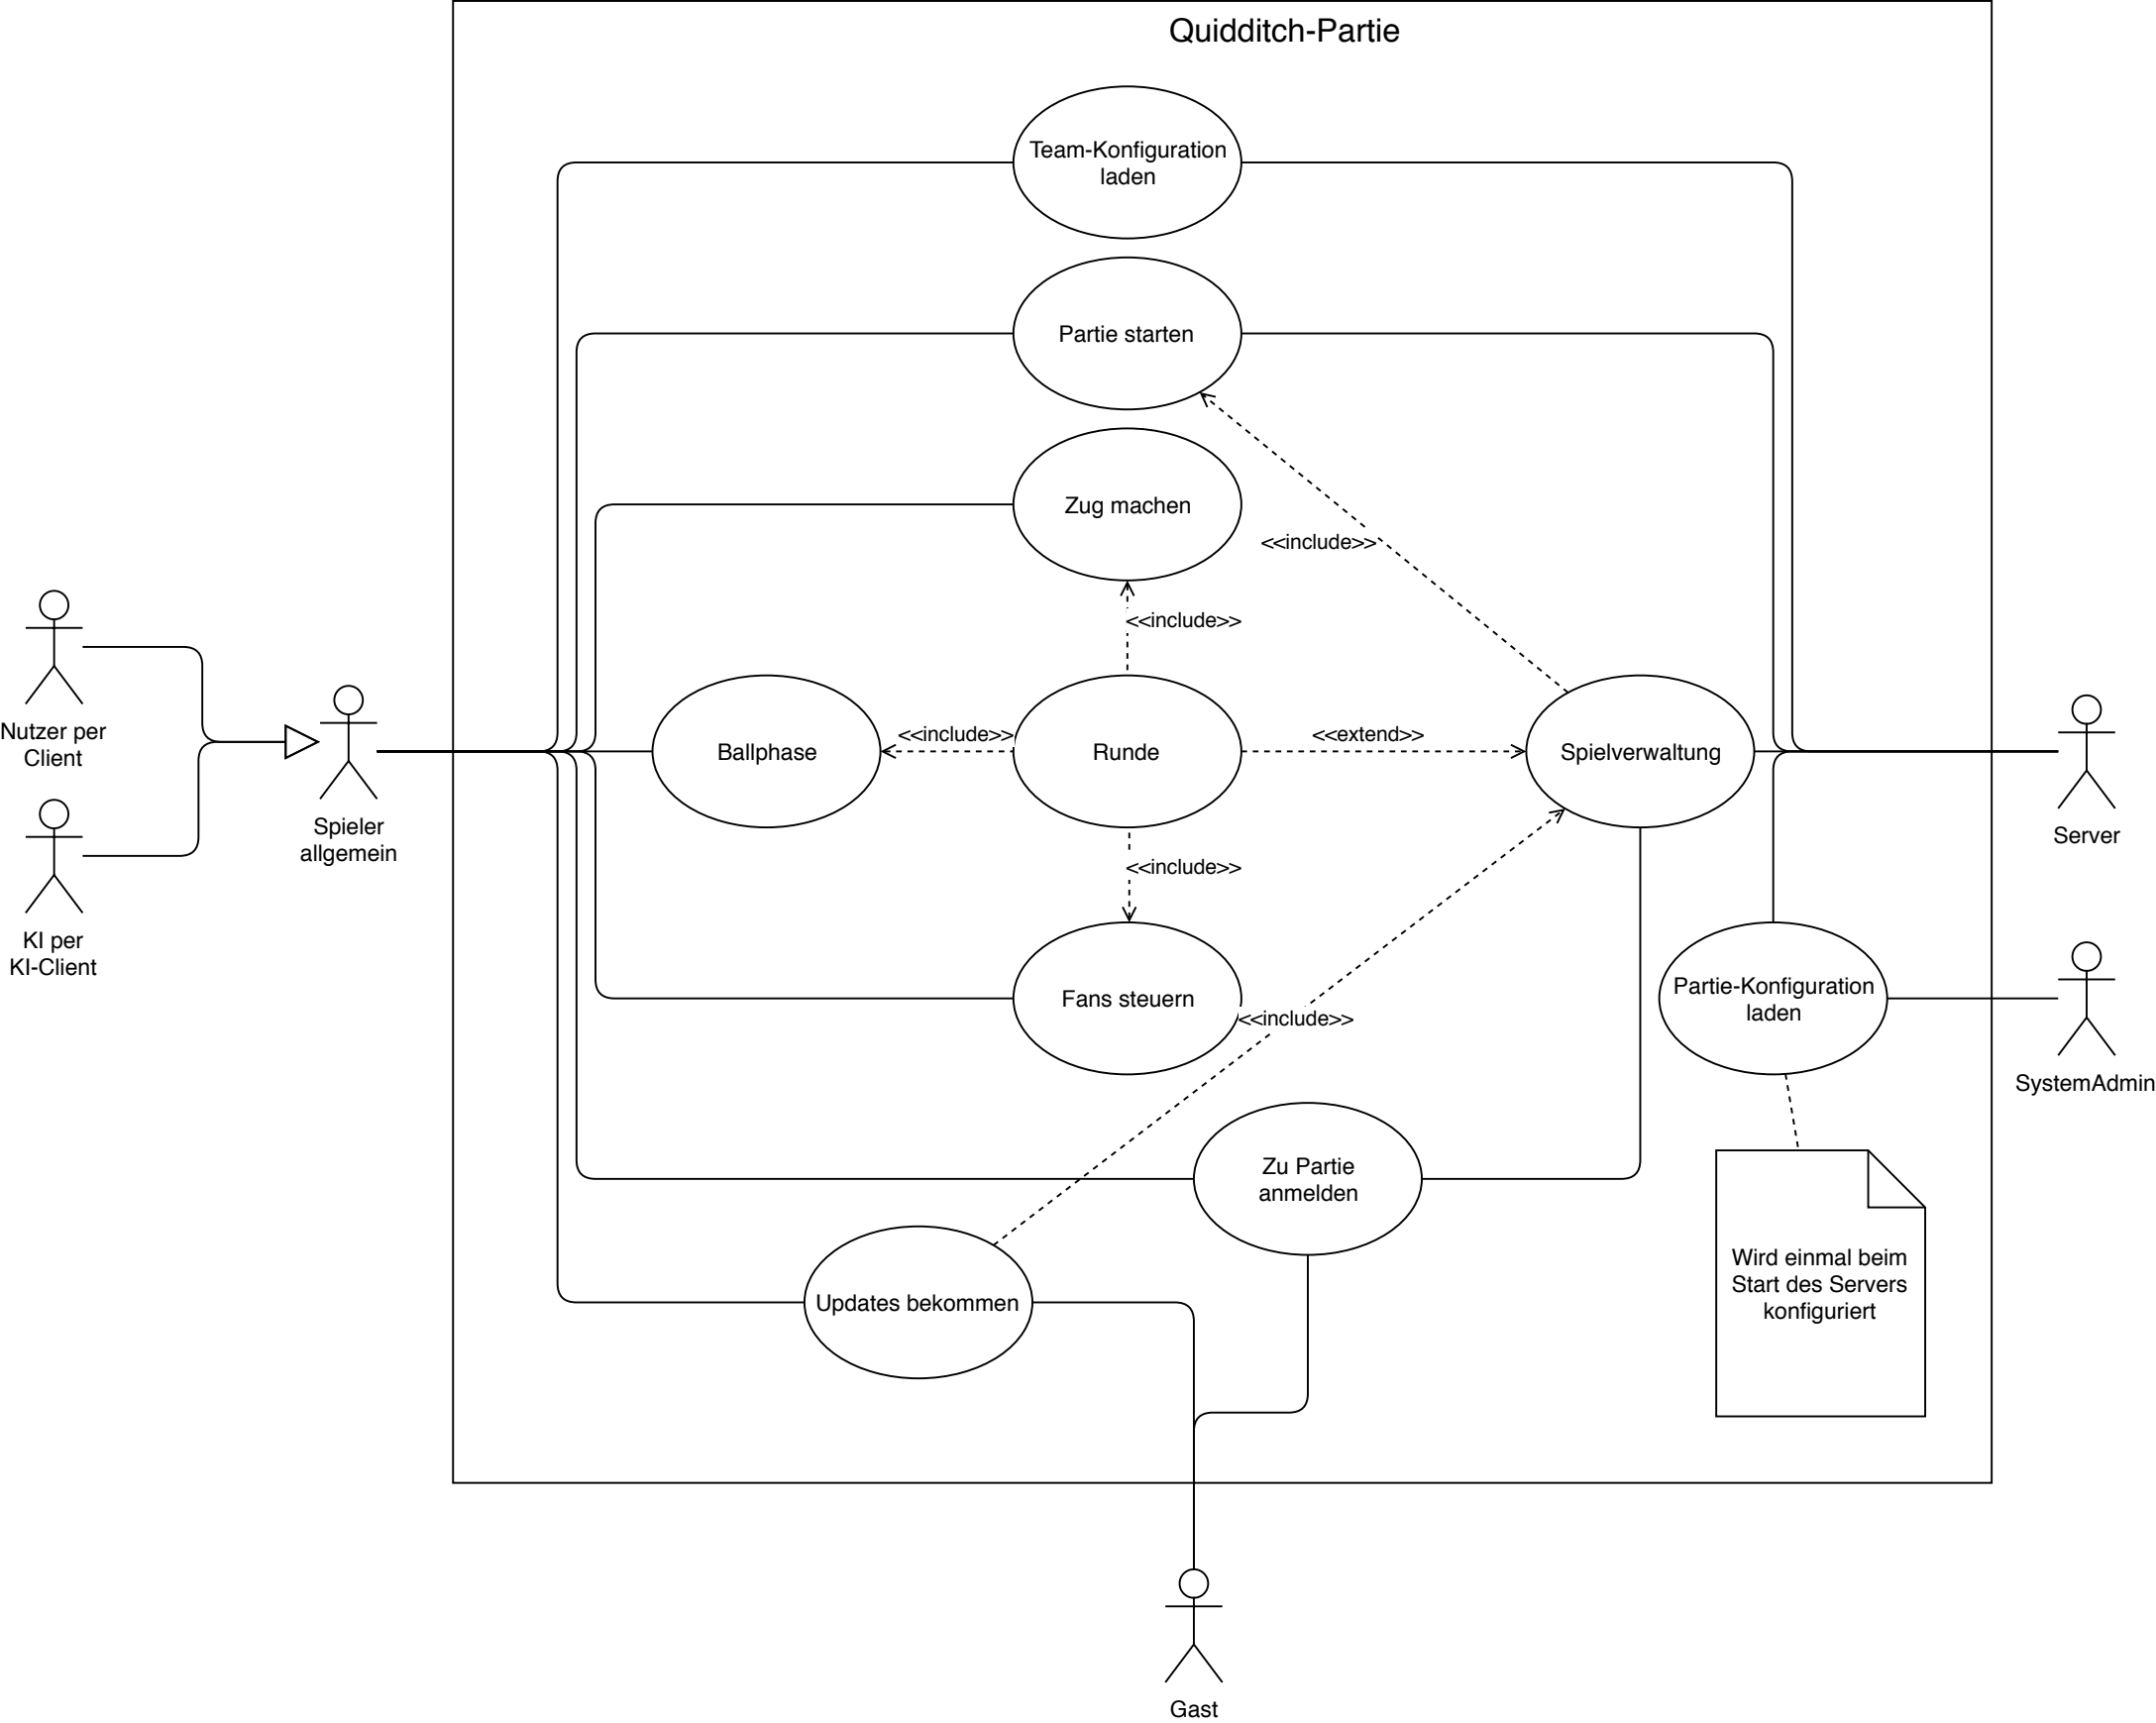 Quidditch-Partie
Team-Konfiguration
laden
Partie starten
Zug machen
<<include>>
<<include>>
Nutzer per
Client
Spieler
allgemein
KI per
KI-Client
Ballphase
<<include>>
Runde
<<extend>>
Spielverwaltung
Server
<<include>>
Fans steuern
<<include>>
Partie-Konfiguration
laden
SystemAdmin
Zu Partie
anmelden
Updates bekommen
Wird einmal beim
Start des Servers
konfiguriert
Gast